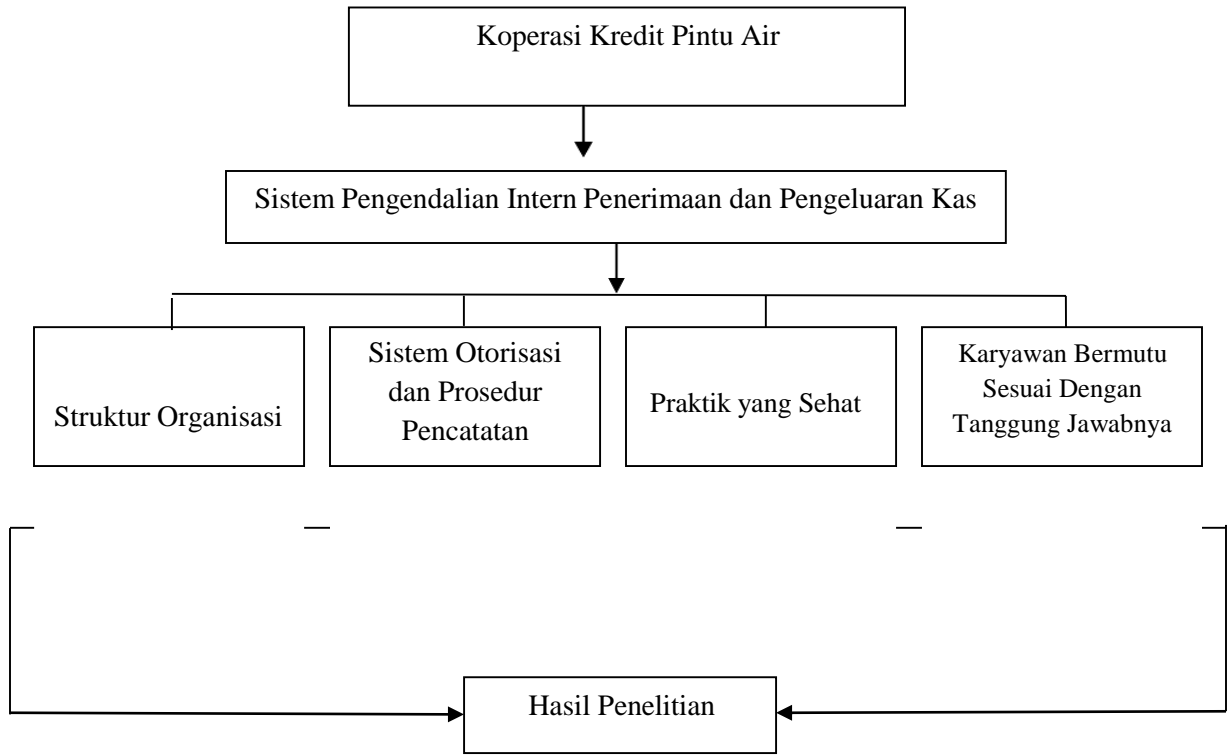 Koperasi Kredit Pintu Air
Sistem Pengendalian Intern Penerimaan dan Pengeluaran Kas
Struktur Organisasi
Sistem Otorisasi
dan Prosedur
Pencatatan
Praktik yang Sehat
Karyawan Bermutu
Sesuai Dengan
Tanggung Jawabnya
Hasil Penelitian